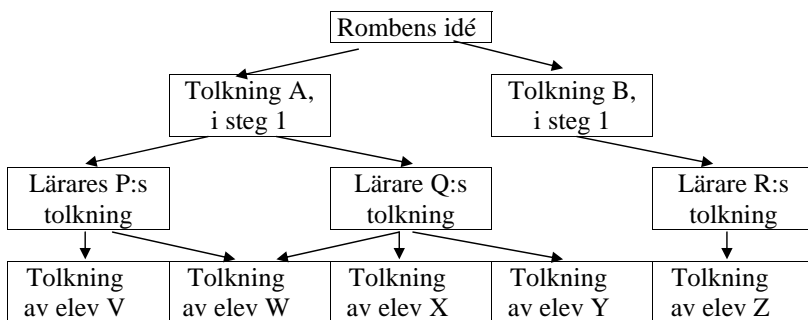 Rombens idé
Tolkning A,
i steg 1
Tolkning B,
i steg 1
Lärares P:s
tolkning
Lärare Q:s
tolkning
Lärare R:s
tolkning
Tolkning
av elev V
Tolkning
av elev W
Tolkning
av elev X
Tolkning
av elev Y
Tolkning
av elev Z